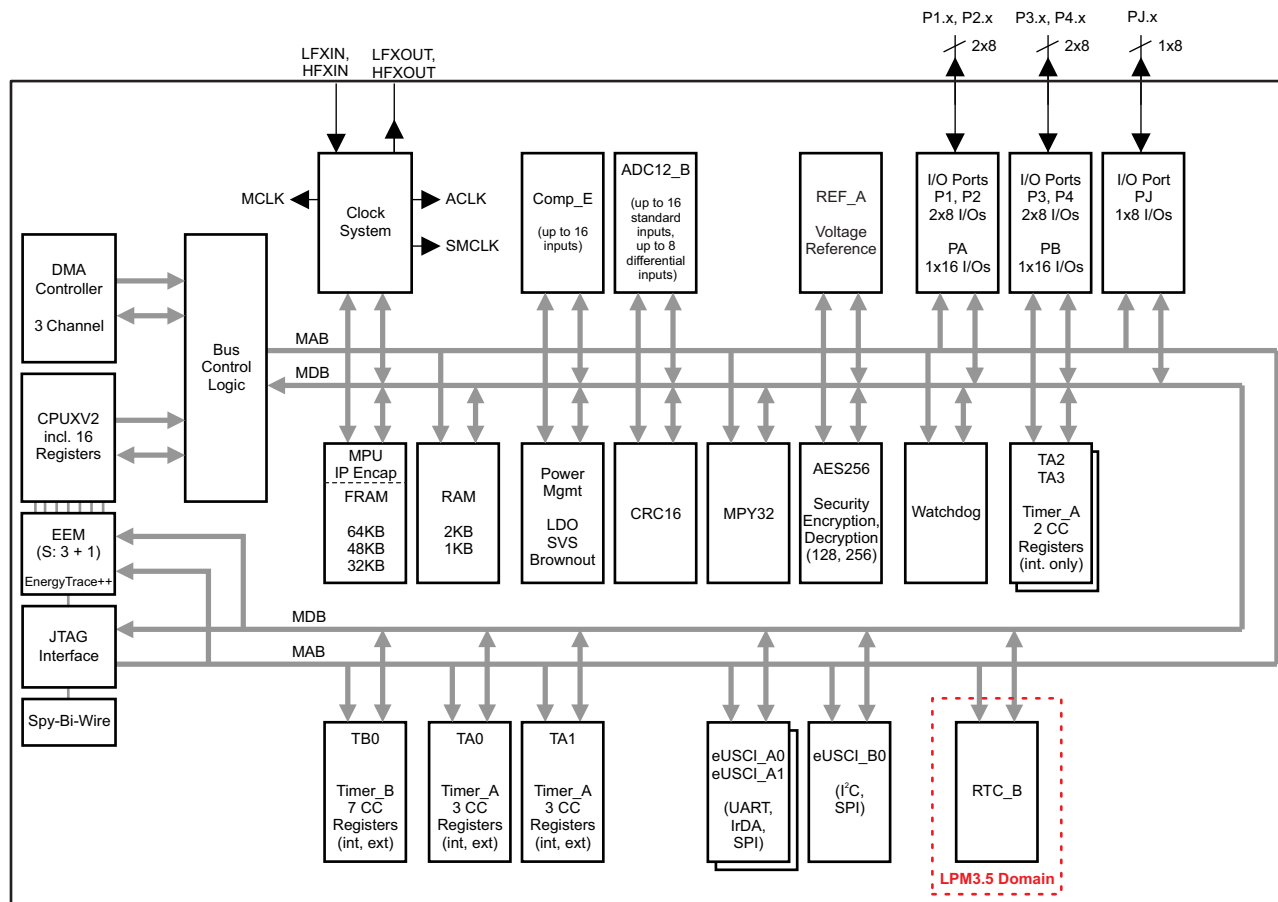 P1.x, P2.x
P3.x, P4.x
PJ.x
2x8
2x8
1x8
LFXIN,
HFXIN
LFXOUT,
HFXOUT
MCLK
Clock
System
ACLK
SMCLK
Comp_E
(up to 16
inputs)
ADC12_B
(up to 16
standard
inputs,
up to 8
differential
inputs)
REF_A
Voltage
Reference
I/O Ports
P1, P2
2x8 I/Os
PA
1x16 I/Os
I/O Ports
P3, P4
2x8 I/Os
PB
1x16 I/Os
I/O Port
PJ
1x8 I/Os
DMA
Controller
3 Channel
Bus
Control
Logic
MAB
MDB
CPUXV2
incl. 16
Registers
MPU
IP Encap
FRAM
64KB
48KB
32KB
RAM
2KB
1KB
Power
Mgmt
LDO
SVS
Brownout
CRC16
MPY32
AES256
Security
Encryption,
Decryption
(128, 256)
Watchdog
TA2
TA3
Timer_A
2 CC
Registers
(int. only)
EEM
(S: 3 + 1)
EnergyTrace++
JTAG
Interface
Spy-Bi-Wire
MDB
MAB
TB0
Timer_B
7 CC
Registers
(int, ext)
TA0
Timer_A
3 CC
Registers
(int, ext)
TA1
Timer_A
3 CC
Registers
(int, ext)
eUSCI_A0
eUSCI_A1
(UART,
IrDA,
SPI)
eUSCI_B0
(I²C,
SPI)
RTC_B
LPM3.5 Domain